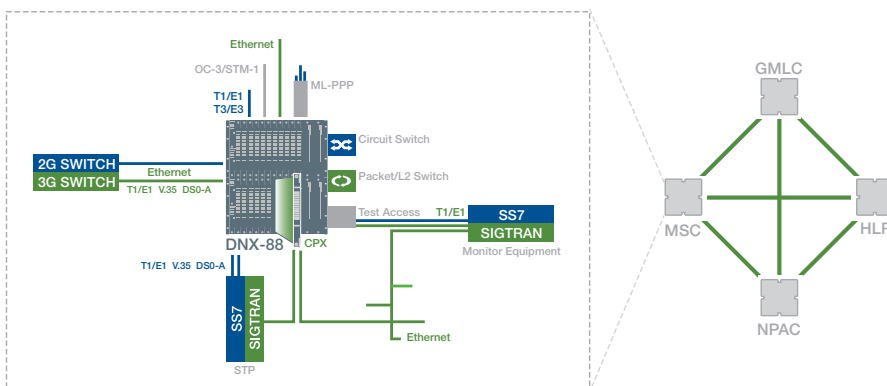 Ethernet
OC-3/STM-1
ML-PPP
T1/E1
T3/E3
Circuit Switch
2G SWITCH
Ethernet
3G SWITCH
Packet/L2 Switch
T1/E1 V.35 DS0-A
Test Access
T1/E1
SS7
SIGTRAN
Monitor Equipment
DNX-88
CPX
T1/E1 V.35 DS0-A
SS7
SIGTRAN
STP
Ethernet
GMLC
MSC
HLR
NPAC